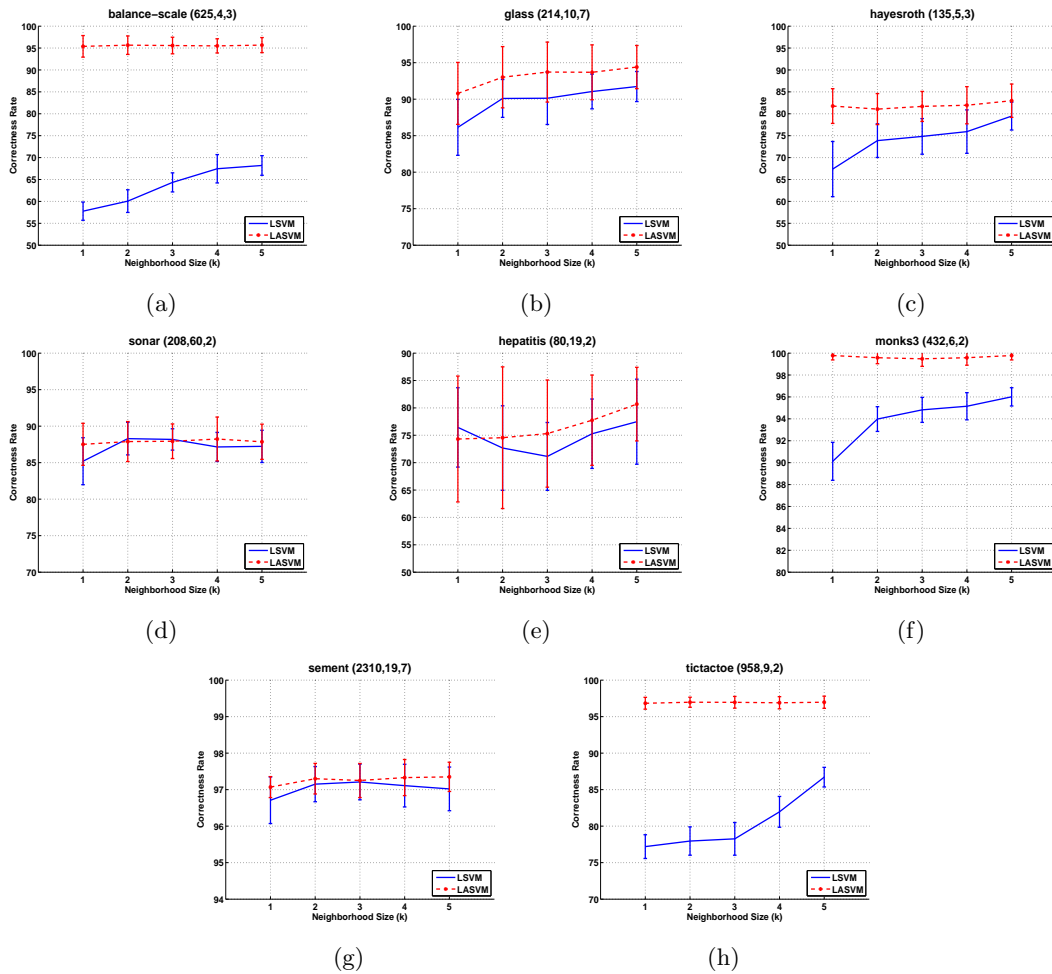 balance−scale (625,4,3)
100
95
90
85
80
75
70
65
60
55
50
Correctness Rate
1 2 3 4 5
Neighborhood Size (k)
LSVM
LASVM
(a)
glass (214,10,7)
100
95
90
85
80
75
70
Correctness Rate
1 2 3 4 5
Neighborhood Size (k)
LSVM
LASVM
(b)
hayesroth (135,5,3)
100
95
90
85
80
75
70
65
60
55
50
Correctness Rate
1 2 3 4 5
Neighborhood Size (k)
LSVM
LASVM
(c)
sonar (208,60,2)
100
95
90
85
80
75
70
Correctness Rate
1 2 3 4 5
Neighborhood Size (k)
LSVM
LASVM
(d)
hepatitis (80,19,2)
90
85
80
75
70
65
60
55
50
Correctness Rate
1 2 3 4 5
Neighborhood Size (k)
LSVM
LASVM
(e)
monks3 (432,6,2)
100
98
96
94
92
90
88
86
84
82
80
Correctness Rate
1 2 3 4 5
Neighborhood Size (k)
LSVM
LASVM
(f)
sement (2310,19,7)
100
99
98
97
96
95
94
Correctness Rate
1 2 3 4 5
Neighborhood Size (k)
LSVM
LASVM
(g)
tictactoe (958,9,2)
100
95
90
85
80
75
70
Correctness Rate
1 2 3 4 5
Neighborhood Size (k)
LSVM
LASVM
(h)